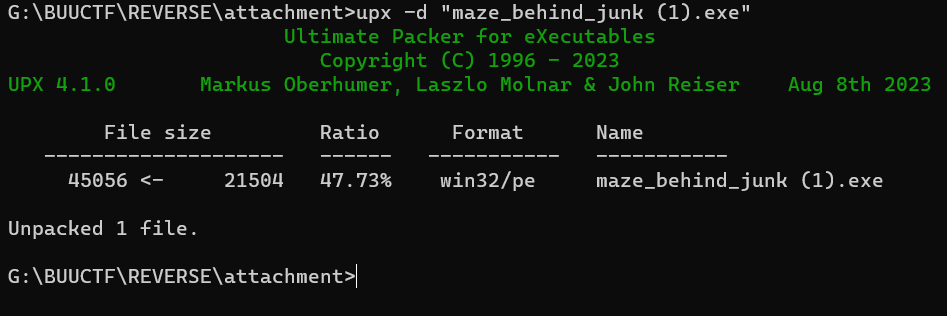 G:\BUUCTF\REVERSE\attachment>upx -d "maze_behind_junk (1).exe"
Ultimate Packer for eXecutables
Copyright (C) 1996 - 2023
UPX 4.1.0 Markus Oberhumer, Laszlo Molnar & John Reiser Aug 8th 2023
File size Ratio Format Name
-------------------- ------ ----------- -----------
45056 <- 21504 47.73% win32/pe maze_behind_junk (1).exe
Unpacked 1 file.
G:\BUUCTF\REVERSE\attachment>